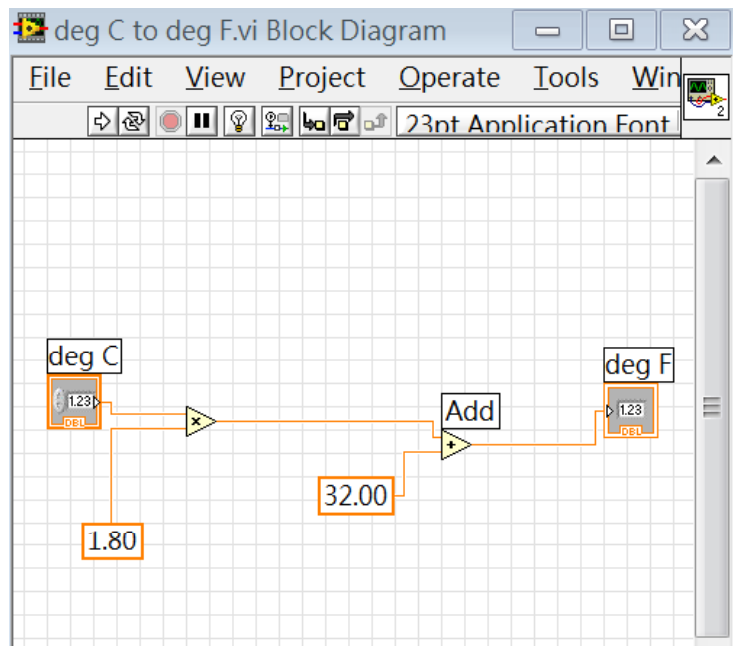 deg C to deg F.vi Block Diagram
File Edit View Project Operate Tools Win
23pt Application Font
2
deg C
1.23
DBL
deg F
1.23
DBL
Add
32.00
1.80